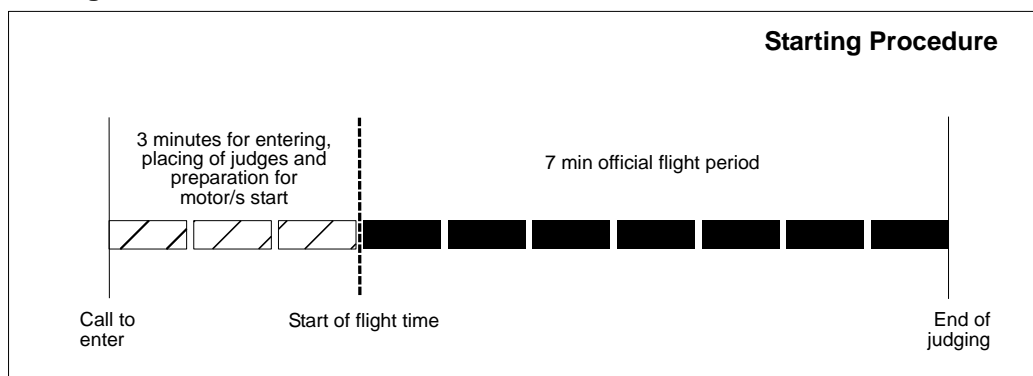 Starting Procedure
3 minutes for entering,
placing of judges and
preparation for
motor/s start
7 min official flight period
Call to
enter
Start of flight time
End of
judging